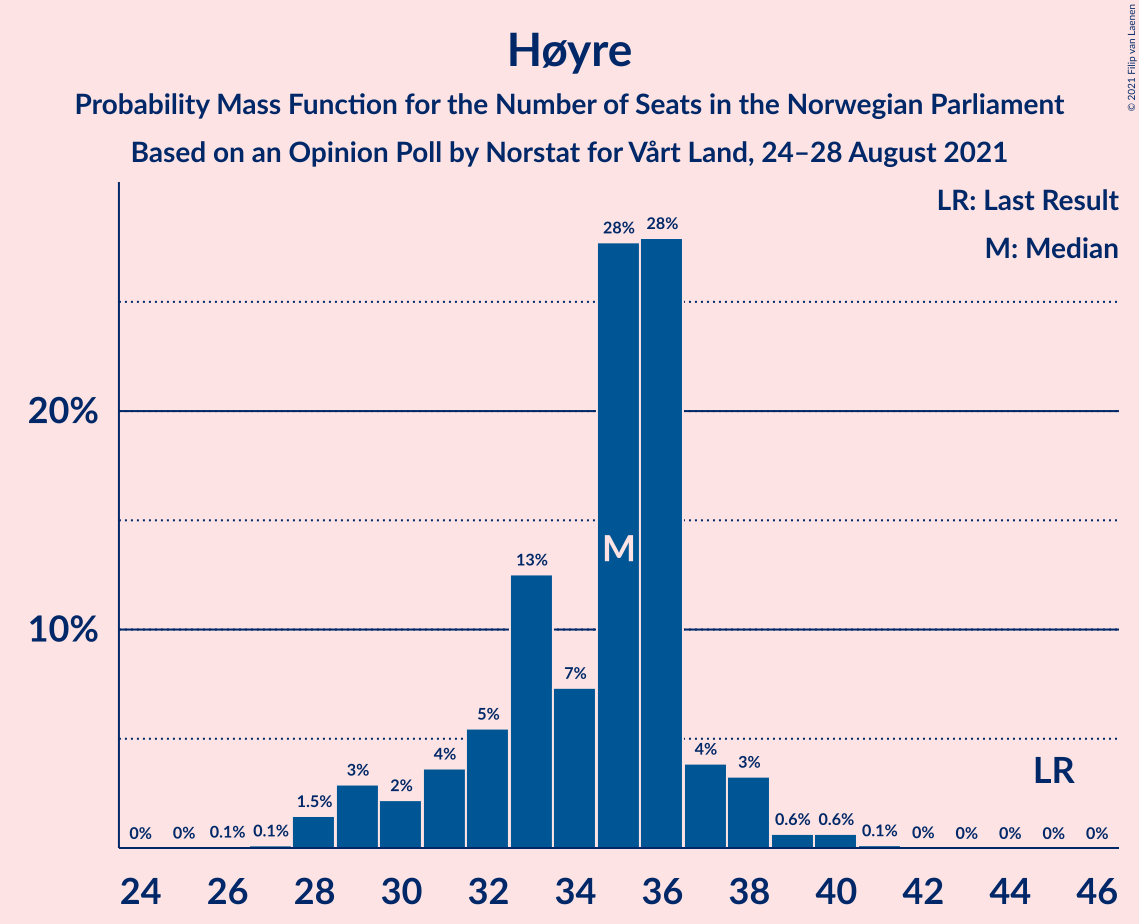 Høyre
Probability Mass Function for the Number of Seats in the Norwegian Parliament
Based on an Opinion Poll by Norstat for Vårt Land, 24–28 August 2021
© 2021 Filip van Laenen
LR: Last Result
M: Median
28% 28%
20%
M
13%
10%
7%
5%
4% 4%
3% 3%
2%
LR
1.5%
0.6% 0.6%
0% 0% 0.1% 0.1% 0.1% 0% 0% 0% 0% 0%
24 26 28 30 32 34 36 38 40 42 44 46